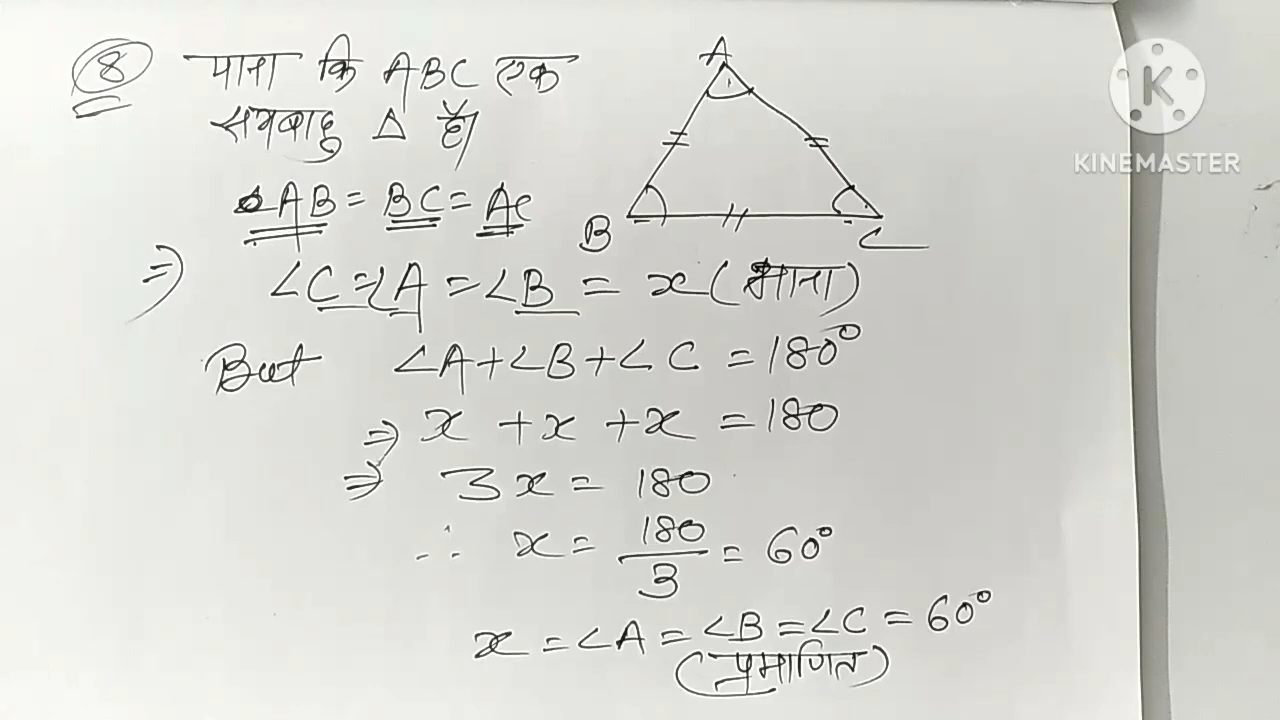 ⑧ माना कि ABC एक
समबाहु Δ है।
AB = BC = AC
⇒ ∠C = ∠A = ∠B = x (माना)
But ∠A + ∠B + ∠C = 180°
⇒ x + x + x = 180
⇒ 3x = 180
∴ x = 180/3 = 60°
x = ∠A = ∠B = ∠C = 60°
(प्रमाणित)
A
B
C
K
KINEMASTER